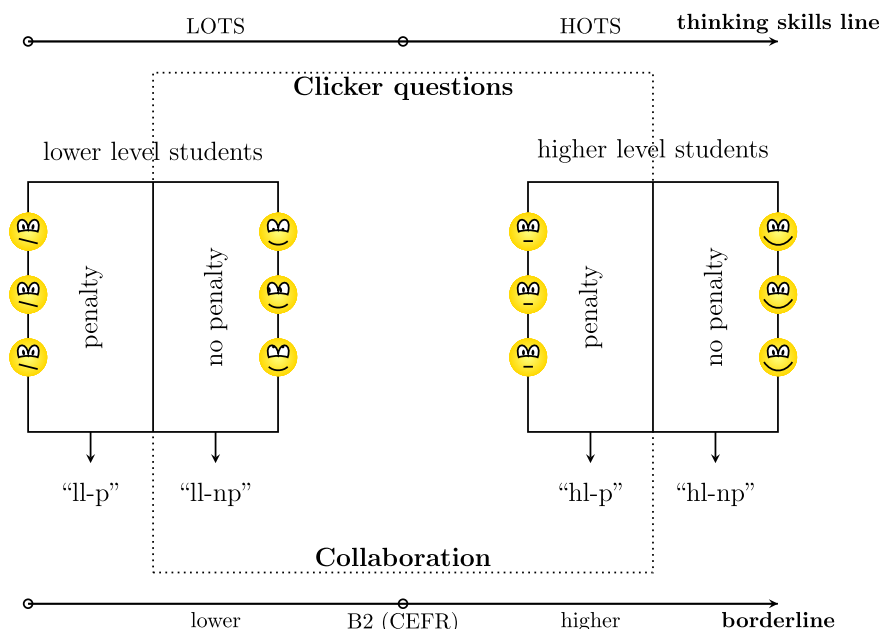 LOTS
HOTS
thinking skills line
Clicker questions
lower level students
higher level students
penalty
no penalty
penalty
no penalty
“ll-p”
“ll-np”
“hl-p”
“hl-np”
Collaboration
lower
B2 (CEFR)
higher
borderline